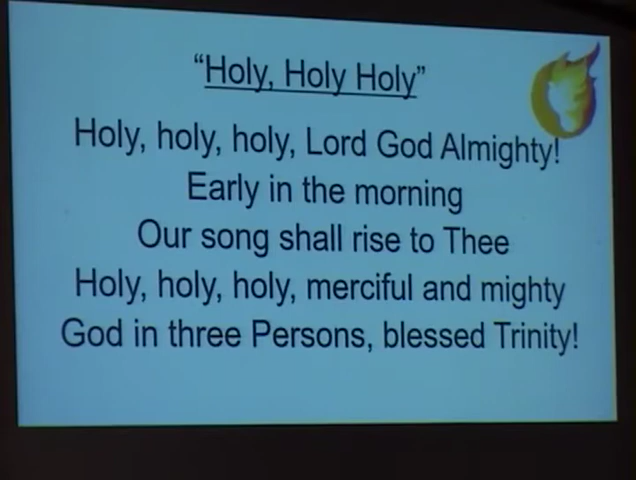 “Holy, Holy Holy”
Holy, holy, holy, Lord God Almighty!
Early in the morning
Our song shall rise to Thee
Holy, holy, holy, merciful and mighty
God in three Persons, blessed Trinity!